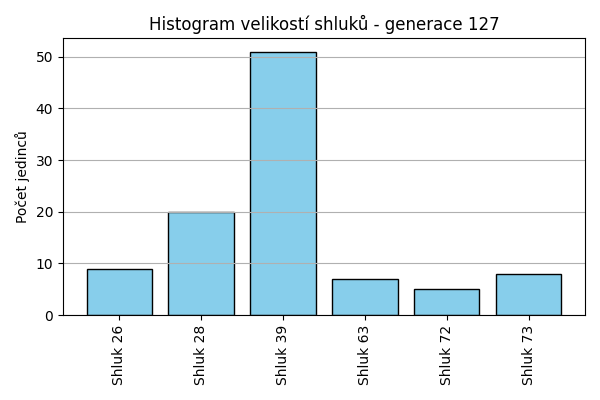 Histogram velikostí shluků - generace 127
Počet jedinců
50
40
30
20
10
0
Shluk 26
Shluk 28
Shluk 39
Shluk 63
Shluk 72
Shluk 73